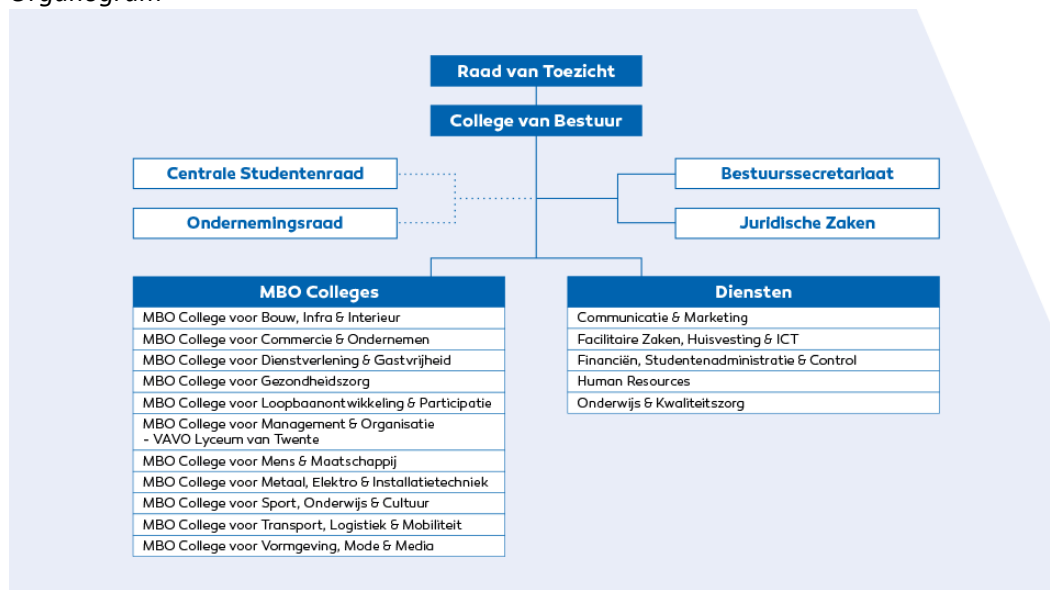 Organogram
Raad van Toezicht
College van Bestuur
Centrale Studentenraad
Bestuurssecretariaat
Ondernemingsraad
Juridische Zaken
MBO Colleges
MBO College voor Bouw, Infra & Interieur
MBO College voor Commercie & Ondernemen
MBO College voor Dienstverlening & Gastvrijheid
MBO College voor Gezondheidszorg
MBO College voor Loopbaanontwikkeling & Participatie
MBO College voor Management & Organisatie
- VAVO Lyceum van Twente
MBO College voor Mens & Maatschappij
MBO College voor Metaal, Elektro & Installatietechniek
MBO College voor Sport, Onderwijs & Cultuur
MBO College voor Transport, Logistiek & Mobiliteit
MBO College voor Vormgeving, Mode & Media
Diensten
Communicatie & Marketing
Facilitaire Zaken, Huisvesting & ICT
Financiën, Studentenadministratie & Control
Human Resources
Onderwijs & Kwaliteitszorg